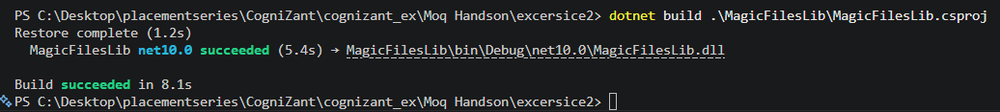 PS C:\Desktop\placementseries\CogniZant\cognizant_ex\Moq Handson\excersice2> dotnet build .\MagicFilesLib\MagicFilesLib.csproj
Restore complete (1.2s)
  MagicFilesLib net10.0 succeeded (5.4s) → MagicFilesLib\bin\Debug\net10.0\MagicFilesLib.dll
Build succeeded in 8.1s
PS C:\Desktop\placementseries\CogniZant\cognizant_ex\Moq Handson\excersice2>